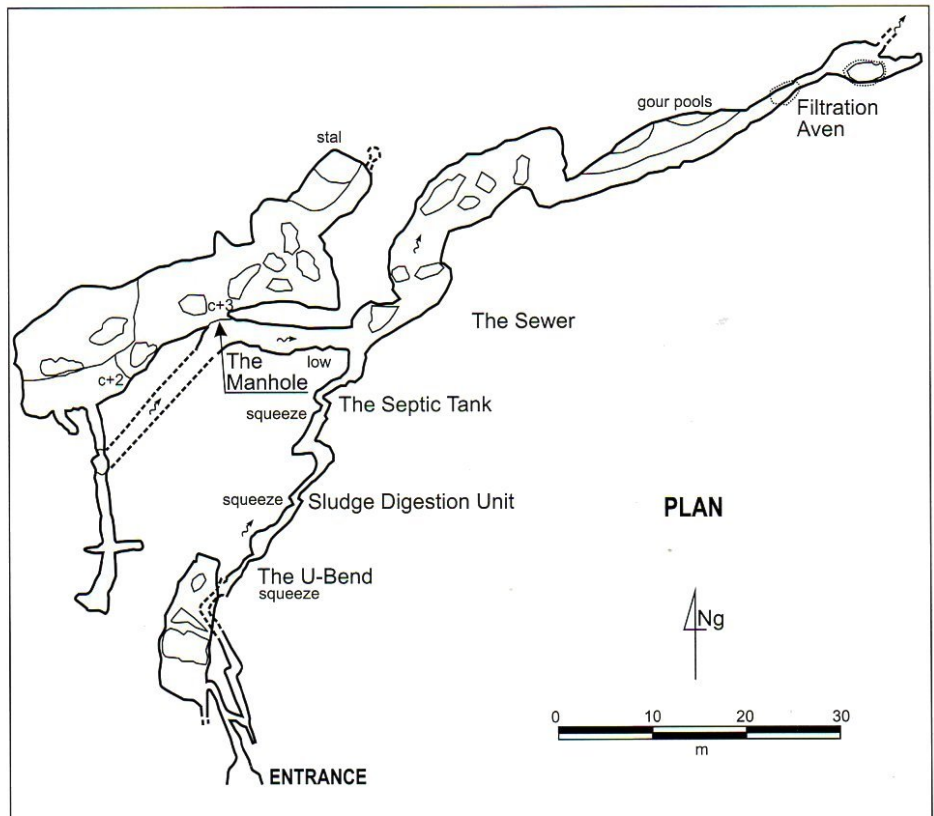 gour pools
Filtration
Aven
stal
c+3
The Sewer
The
Manhole
low
c+2
squeeze
The Septic Tank
squeeze
Sludge Digestion Unit
PLAN
The U-Bend
squeeze
Ng
0 10 20 30
m
ENTRANCE